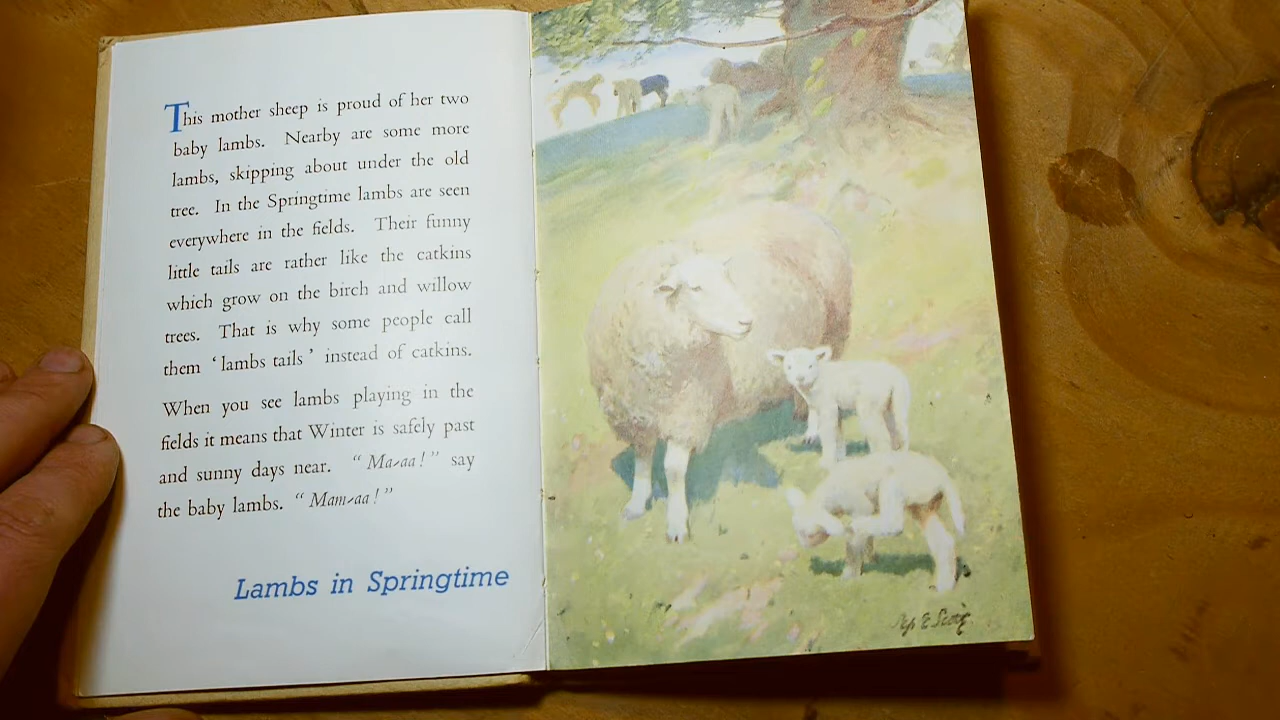 This mother sheep is proud of her two
baby lambs. Nearby are some more
lambs, skipping about under the old
tree. In the Springtime lambs are seen
everywhere in the fields. Their funny
little tails are rather like the catkins
which grow on the birch and willow
trees. That is why some people call
them ‘lambs tails’ instead of catkins.
When you see lambs playing in the
fields it means that Winter is safely past
and sunny days near. “Ma-aa!” say
the baby lambs. “Mam-aa!”
Lambs in Springtime